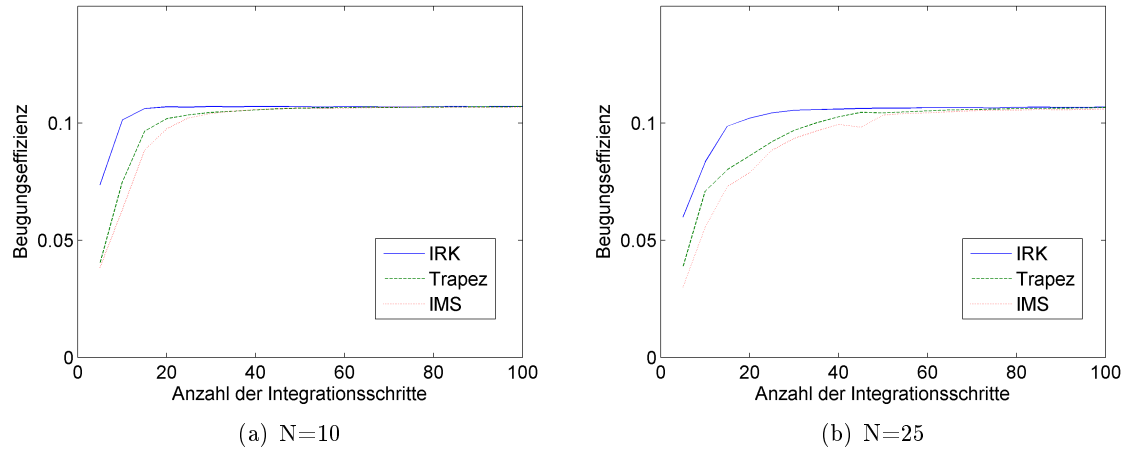 Beugungseffizienz
0.1
0.05
0
IRK
Trapez
IMS
0 20 40 60 80 100
Anzahl der Integrationsschritte
(a) N=10
Beugungseffizienz
0.1
0.05
0
IRK
Trapez
IMS
0 20 40 60 80 100
Anzahl der Integrationsschritte
(b) N=25